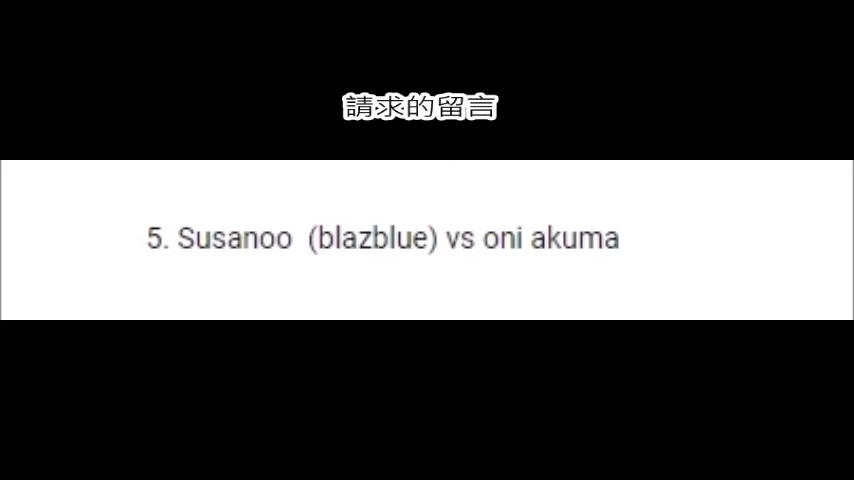 請求的留言
5. Susanoo (blazblue) vs oni akuma